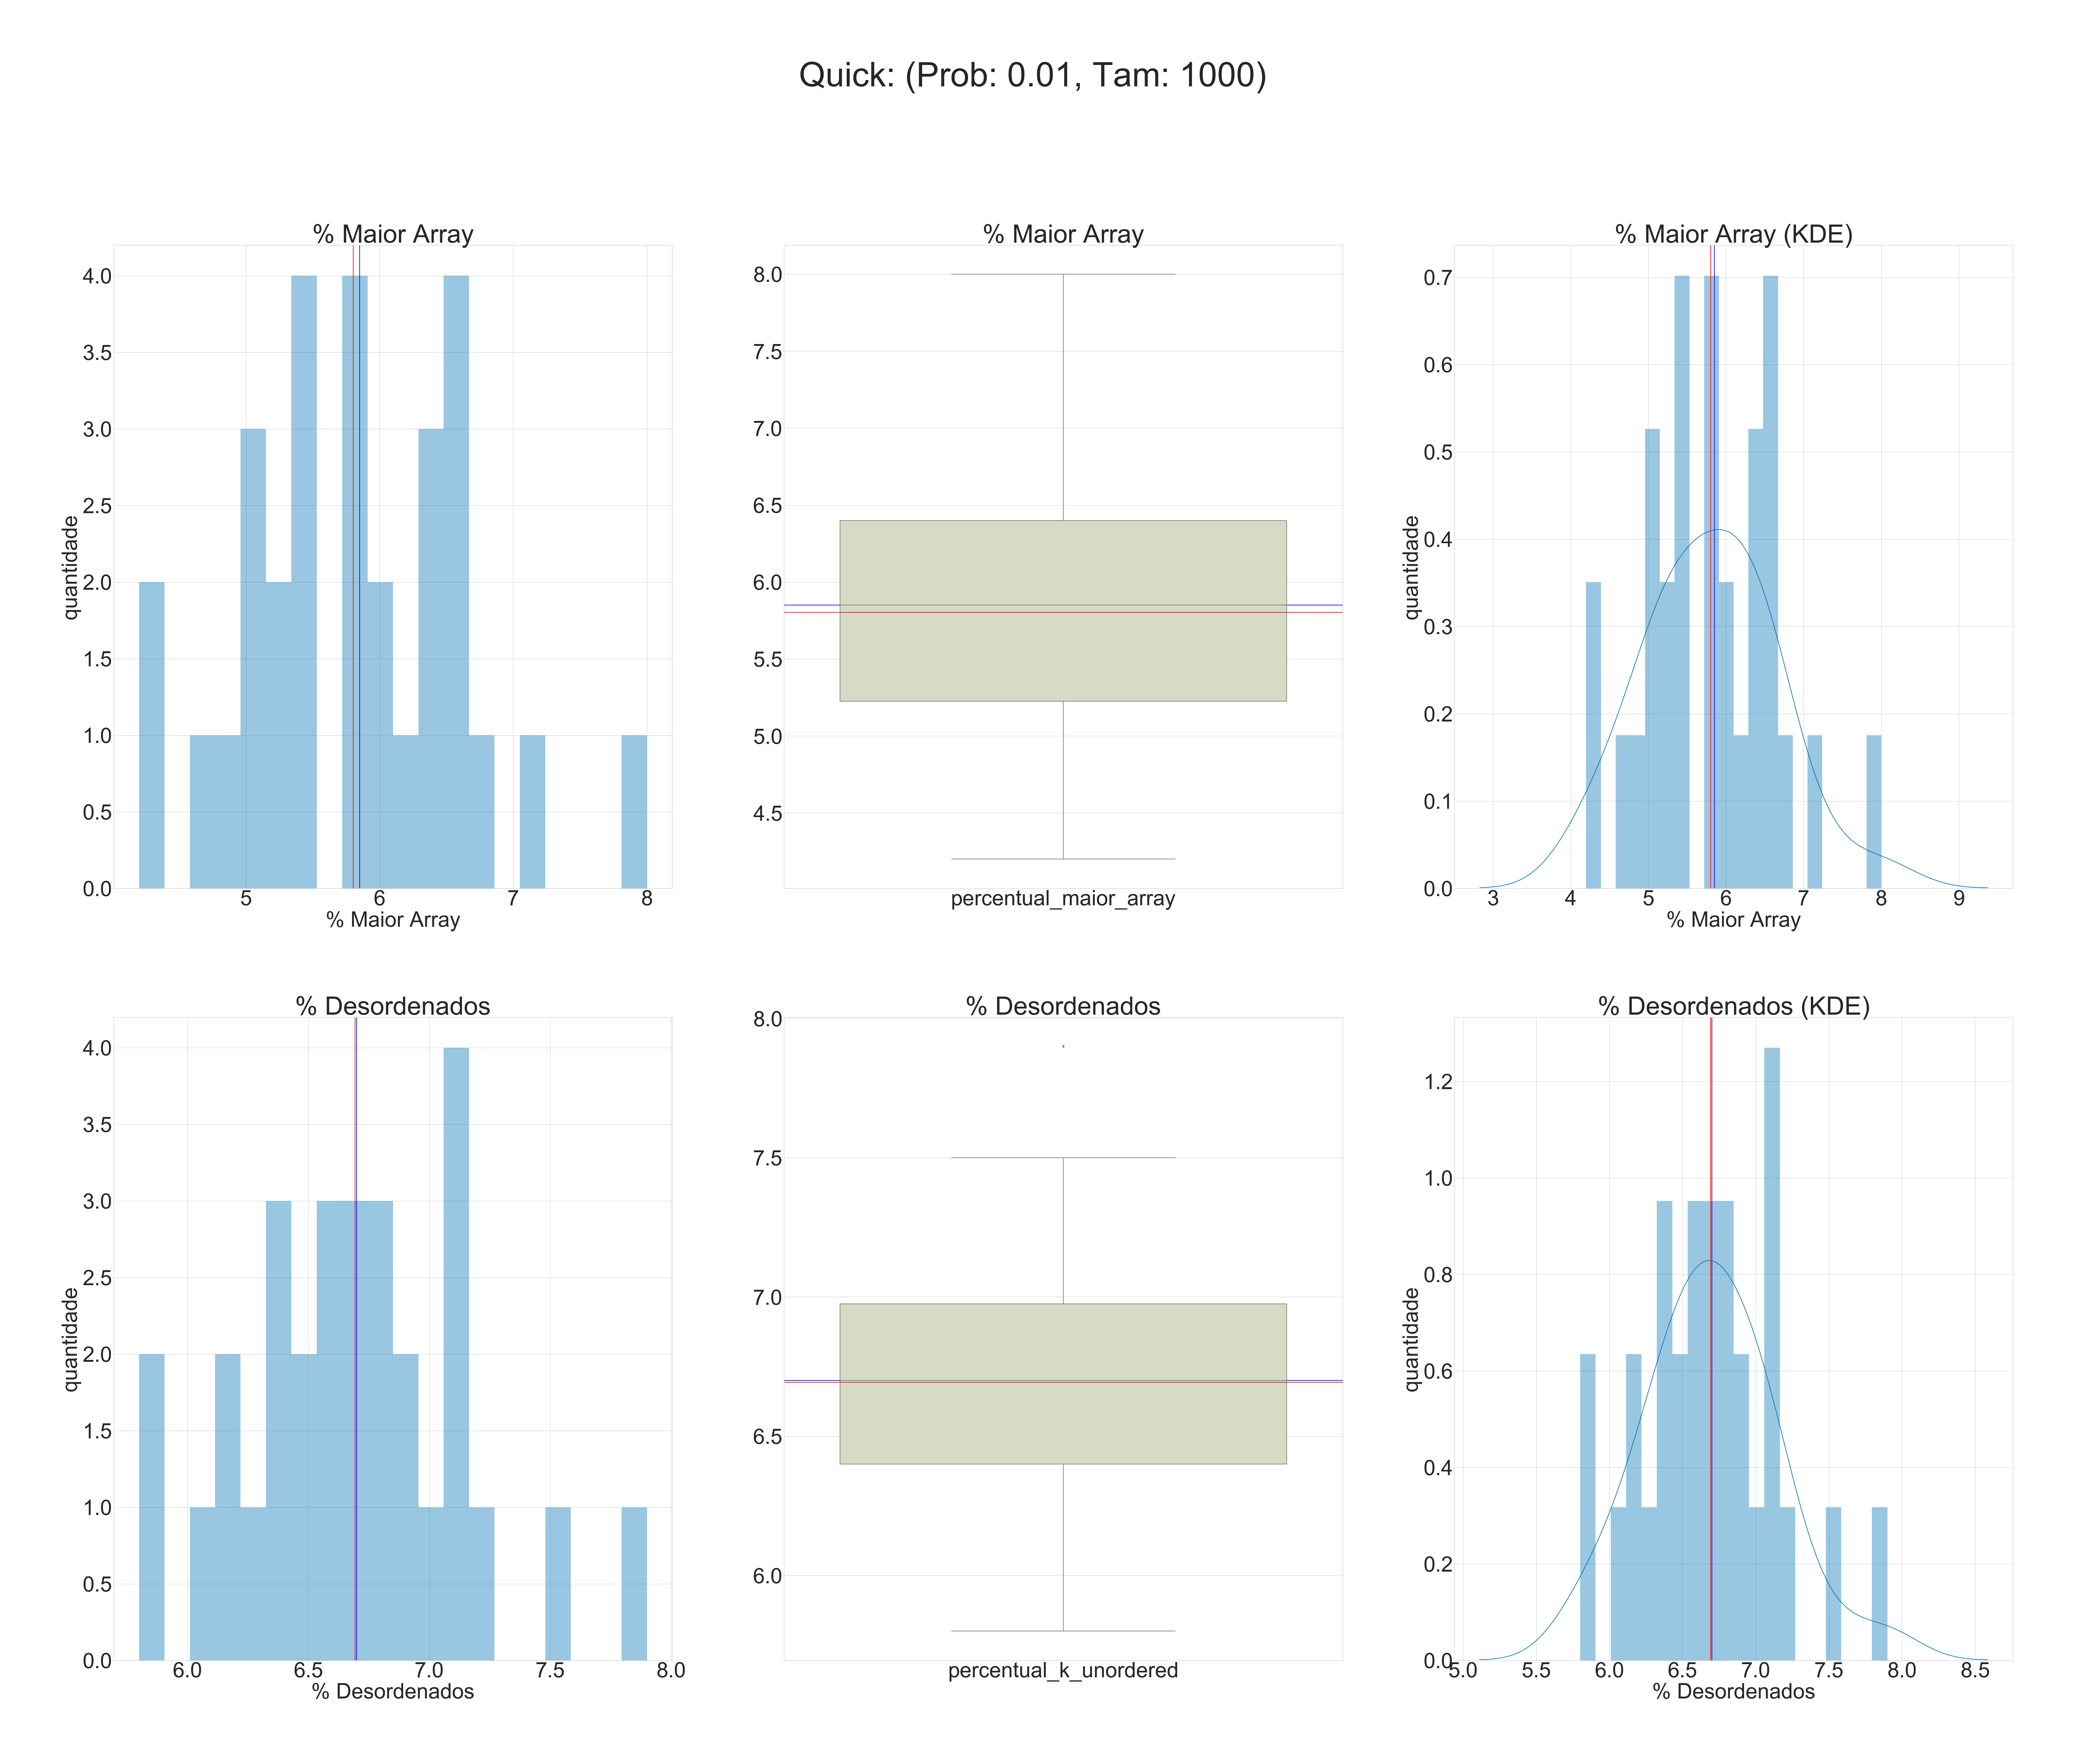 Quick: (Prob: 0.01, Tam: 1000)
% Maior Array
4.0
3.5
3.0
2.5
2.0
1.5
1.0
0.5
0.0
quantidade
5 6 7 8
% Maior Array
% Maior Array
8.0
7.5
7.0
6.5
6.0
5.5
5.0
4.5
percentual_maior_array
% Maior Array (KDE)
0.7
0.6
0.5
0.4
0.3
0.2
0.1
0.0
quantidade
3 4 5 6 7 8 9
% Maior Array
% Desordenados
4.0
3.5
3.0
2.5
2.0
1.5
1.0
0.5
0.0
quantidade
6.0 6.5 7.0 7.5 8.0
% Desordenados
% Desordenados
8.0
7.5
7.0
6.5
6.0
percentual_k_unordered
% Desordenados (KDE)
1.2
1.0
0.8
0.6
0.4
0.2
0.0
quantidade
5.0 5.5 6.0 6.5 7.0 7.5 8.0 8.5
% Desordenados